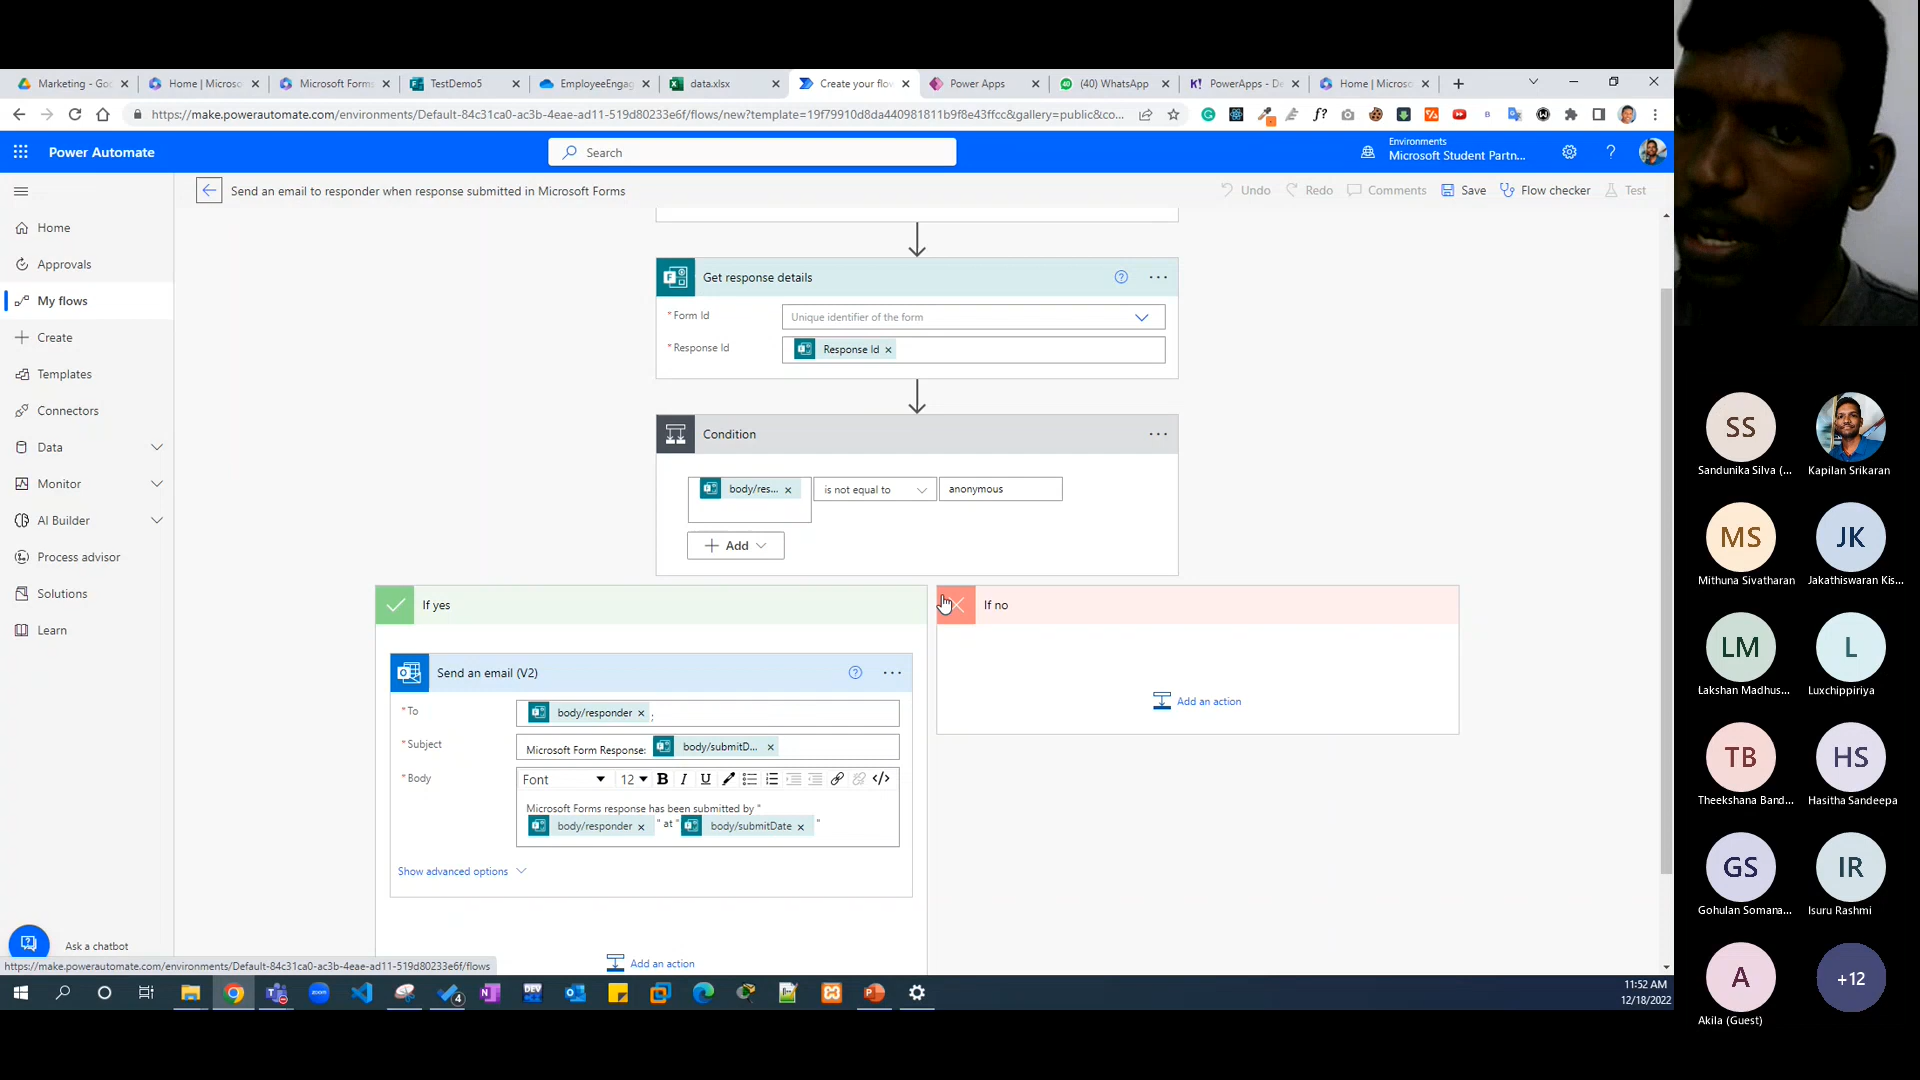 Marketing - Goo
Home | Microso
Microsoft Forms
TestDemo5
EmployeeEngag
data.xlsx
Create your flo
Power Apps
(40) WhatsApp
PowerApps - De
Home | Microso
https://make.powerautomate.com/environments/Default-84c31ca0-ac3b-4eae-ad11-519d80233e6f/flows/new?template=19f79910d8da440981811b9f8e43ffcc&gallery=public&co...
Power Automate
Search
Environments
Microsoft Student Partn...
Send an email to responder when response submitted in Microsoft Forms
Undo
Redo
Comments
Save
Flow checker
Test
Home
Approvals
My flows
Create
Templates
Connectors
Data
Monitor
AI Builder
Process advisor
Solutions
Learn
Ask a chatbot
Get response details
* Form Id
Unique identifier of the form
* Response Id
Response Id ×
Condition
body/res... ×
is not equal to
anonymous
Add
If yes
If no
Send an email (V2)
* To
body/responder × ;
* Subject
Microsoft Form Response: body/submitD... ×
* Body
Font 12 B I U </>
Microsoft Forms response has been submitted by "
body/responder × " at " body/submitDate × "
Show advanced options
Add an action
Add an action
https://make.powerautomate.com/environments/Default-84c31ca0-ac3b-4eae-ad11-519d80233e6f/flows
11:52 AM
12/18/2022
SS
Sandunika Silva (...
Kapilan Srikaran
MS
Mithuna Sivatharan
JK
Jakathiswaran Kis...
LM
Lakshan Madhus...
L
Luxchippiriya
TB
Theekshana Band...
HS
Hasitha Sandeepa
GS
Gohulan Somana...
IR
Isuru Rashmi
A
Akila (Guest)
+12